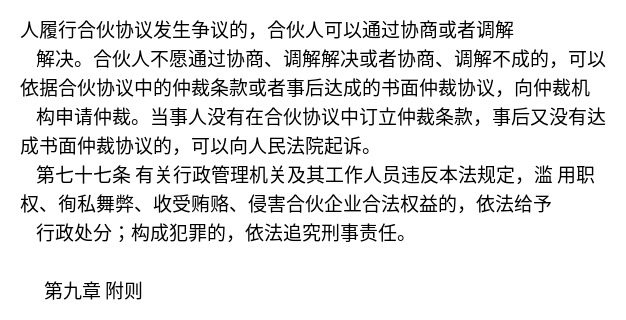 人履行合伙协议发生争议的，合伙人可以通过协商或者调解
解决。合伙人不愿通过协商、调解解决或者协商、调解不成的，可以
依据合伙协议中的仲裁条款或者事后达成的书面仲裁协议，向仲裁机
构申请仲裁。当事人没有在合伙协议中订立仲裁条款，事后又没有达
成书面仲裁协议的，可以向人民法院起诉。
第七十七条 有关行政管理机关及其工作人员违反本法规定，滥 用职
权、徇私舞弊、收受贿赂、侵害合伙企业合法权益的，依法给予
行政处分；构成犯罪的，依法追究刑事责任。
第九章 附则